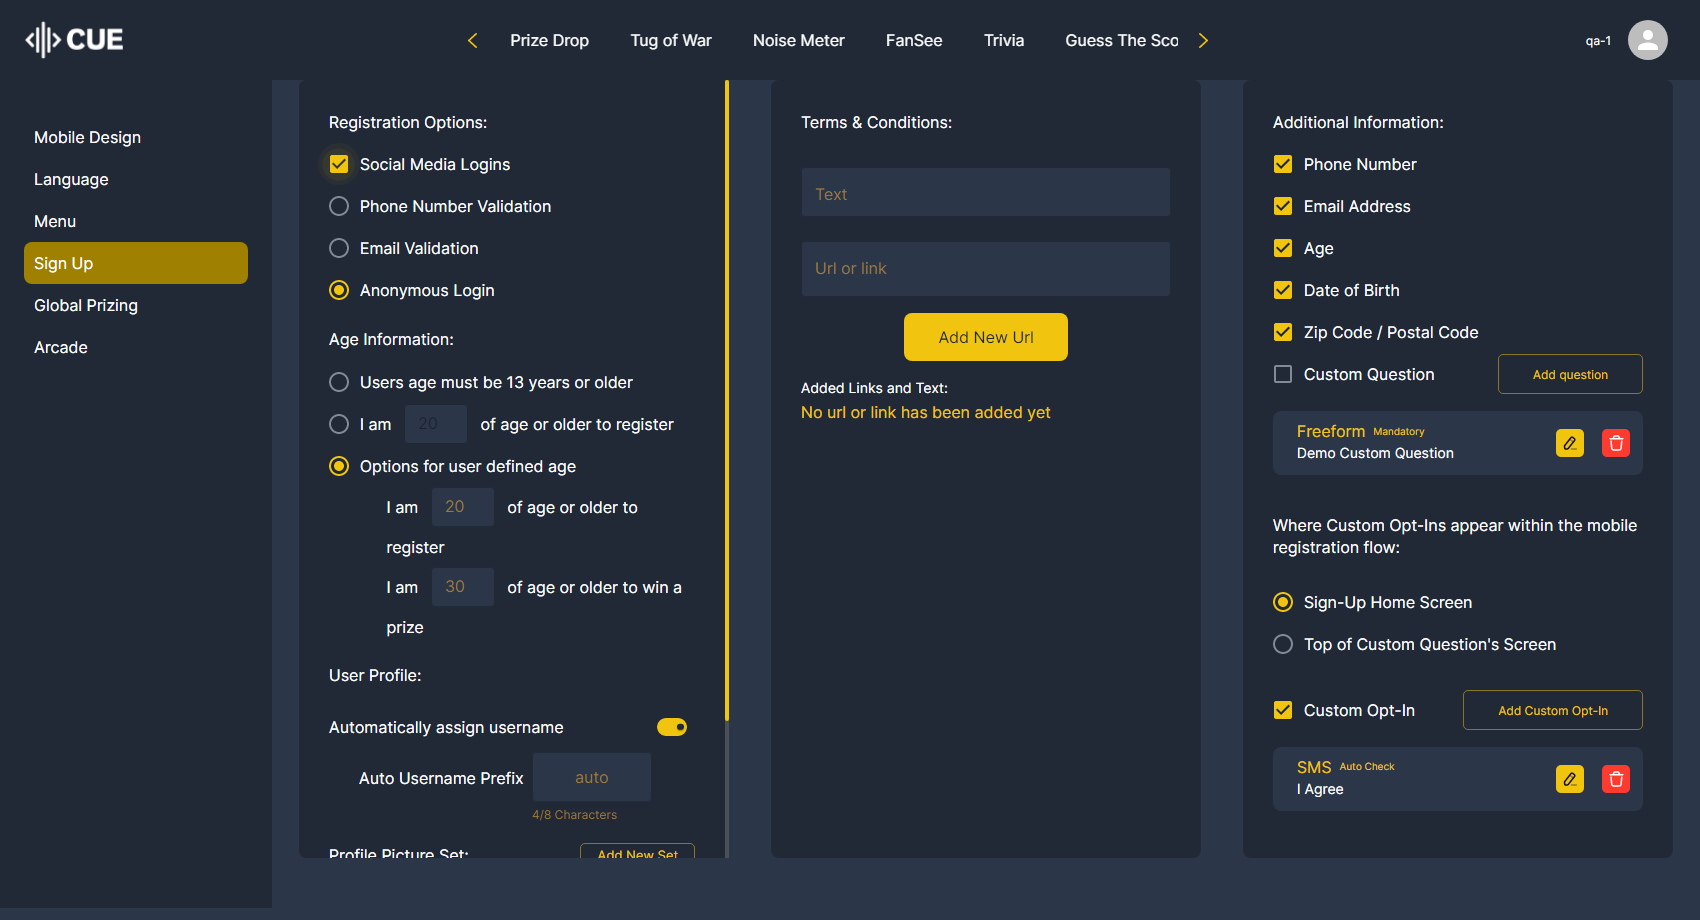 CUE
Prize Drop
Tug of War
Noise Meter
FanSee
Trivia
Guess The Sco
qa-1
Mobile Design
Language
Menu
Sign Up
Global Prizing
Arcade
Registration Options:
Social Media Logins
Phone Number Validation
Email Validation
Anonymous Login
Age Information:
Users age must be 13 years or older
I am 20 of age or older to register
Options for user defined age
I am 20 of age or older to
register
I am 30 of age or older to win a
prize
User Profile:
Automatically assign username
Auto Username Prefix auto
4/8 Characters
Profile Picture Set: Add New Set
Terms & Conditions:
Text
Url or link
Add New Url
Added Links and Text:
No url or link has been added yet
Additional Information:
Phone Number
Email Address
Age
Date of Birth
Zip Code / Postal Code
Custom Question Add question
Freeform Mandatory
Demo Custom Question
Where Custom Opt-Ins appear within the mobile
registration flow:
Sign-Up Home Screen
Top of Custom Question's Screen
Custom Opt-In Add Custom Opt-In
SMS Auto Check
I Agree